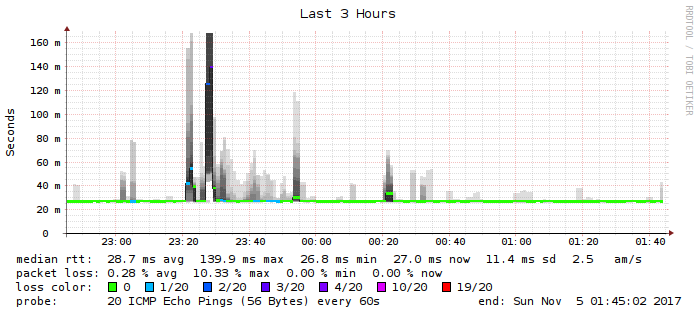 Last 3 Hours
RRDTOOL / TOBI OETIKER
Seconds
160 m
140 m
120 m
100 m
80 m
60 m
40 m
20 m
0
23:00 23:20 23:40 00:00 00:20 00:40 01:00 01:20 01:40
median rtt: 28.7 ms avg 139.9 ms max 26.8 ms min 27.0 ms now 11.4 ms sd 2.5 am/s
packet loss: 0.28 % avg 10.33 % max 0.00 % min 0.00 % now
loss color: 0 1/20 2/20 3/20 4/20 10/20 19/20
probe: 20 ICMP Echo Pings (56 Bytes) every 60s end: Sun Nov 5 01:45:02 2017